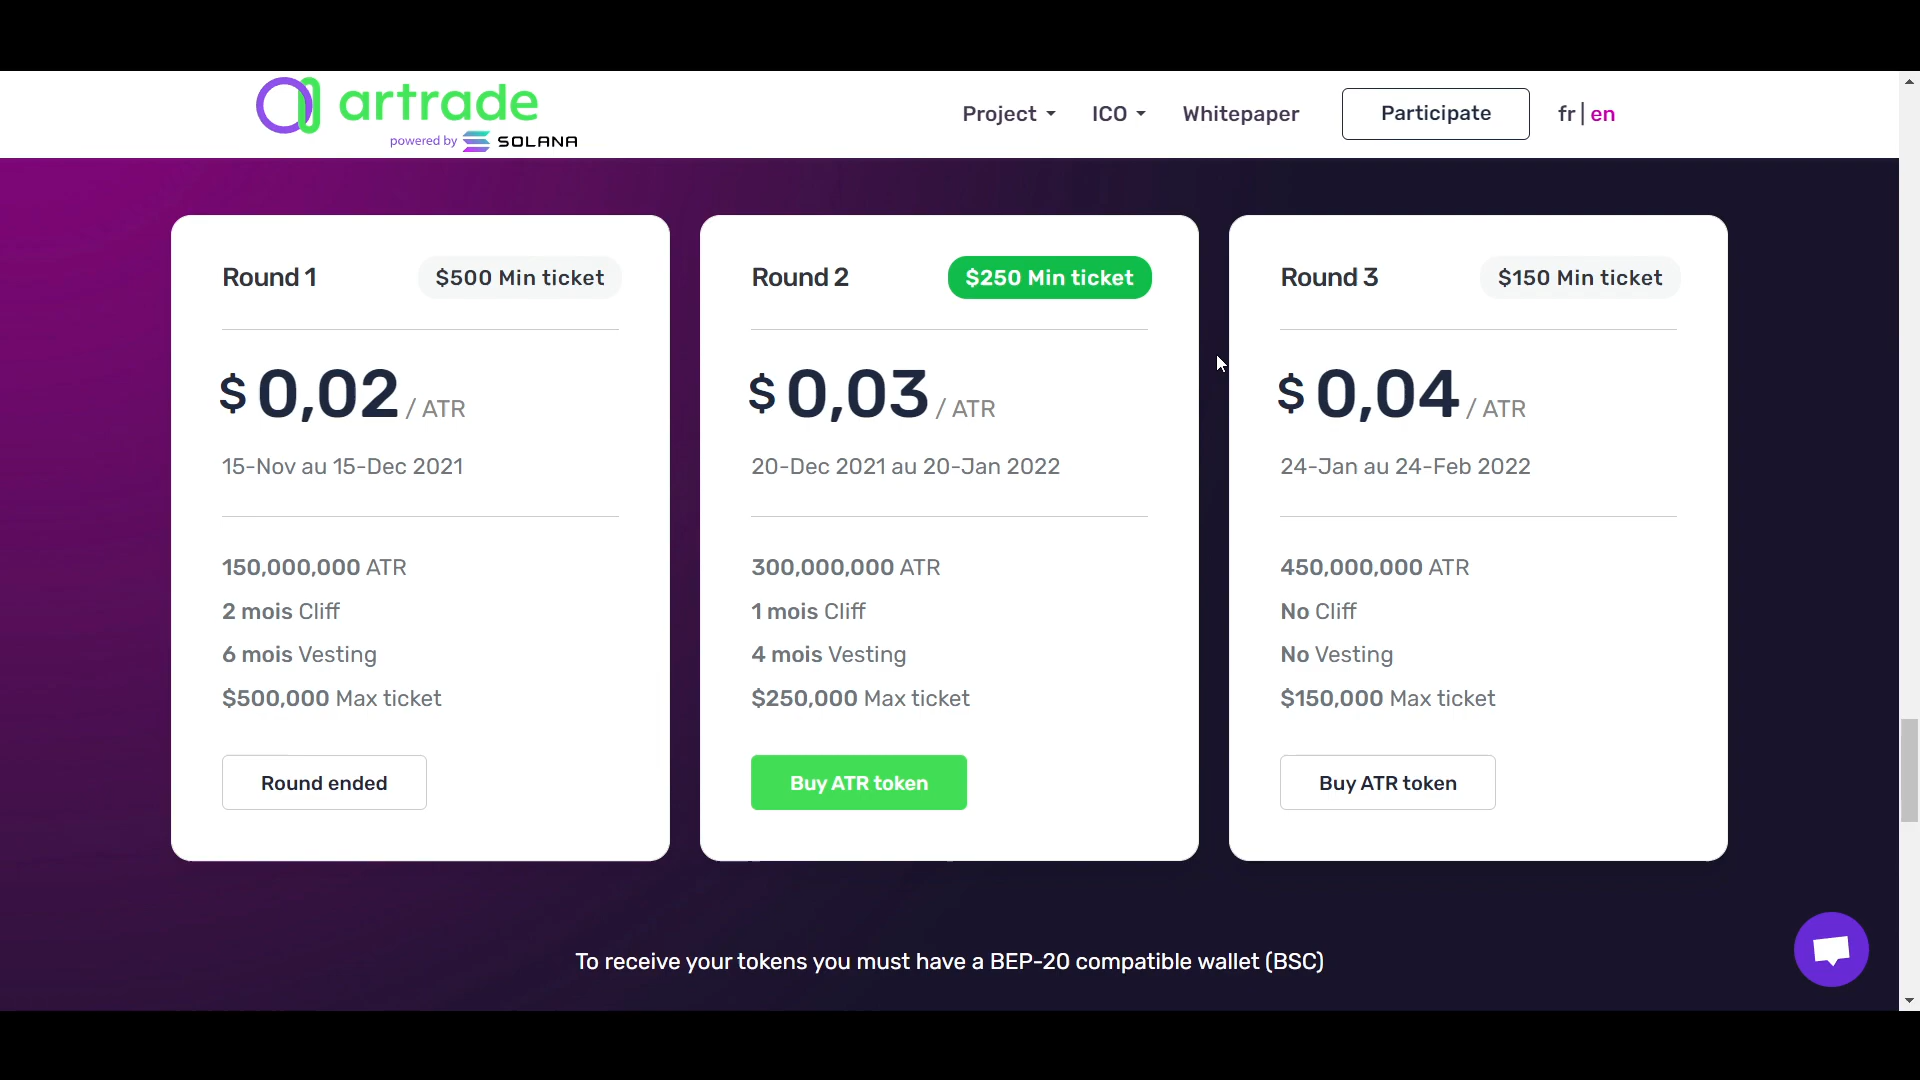 artrade
powered by SOLANA
Project ICO Whitepaper Participate fr|en
Round 1 $500 Min ticket
$ 0,02 / ATR
15-Nov au 15-Dec 2021
150,000,000 ATR
2 mois Cliff
6 mois Vesting
$500,000 Max ticket
Round ended
Round 2 $250 Min ticket
$ 0,03 / ATR
20-Dec 2021 au 20-Jan 2022
300,000,000 ATR
1 mois Cliff
4 mois Vesting
$250,000 Max ticket
Buy ATR token
Round 3 $150 Min ticket
$ 0,04 / ATR
24-Jan au 24-Feb 2022
450,000,000 ATR
No Cliff
No Vesting
$150,000 Max ticket
Buy ATR token
To receive your tokens you must have a BEP-20 compatible wallet (BSC)